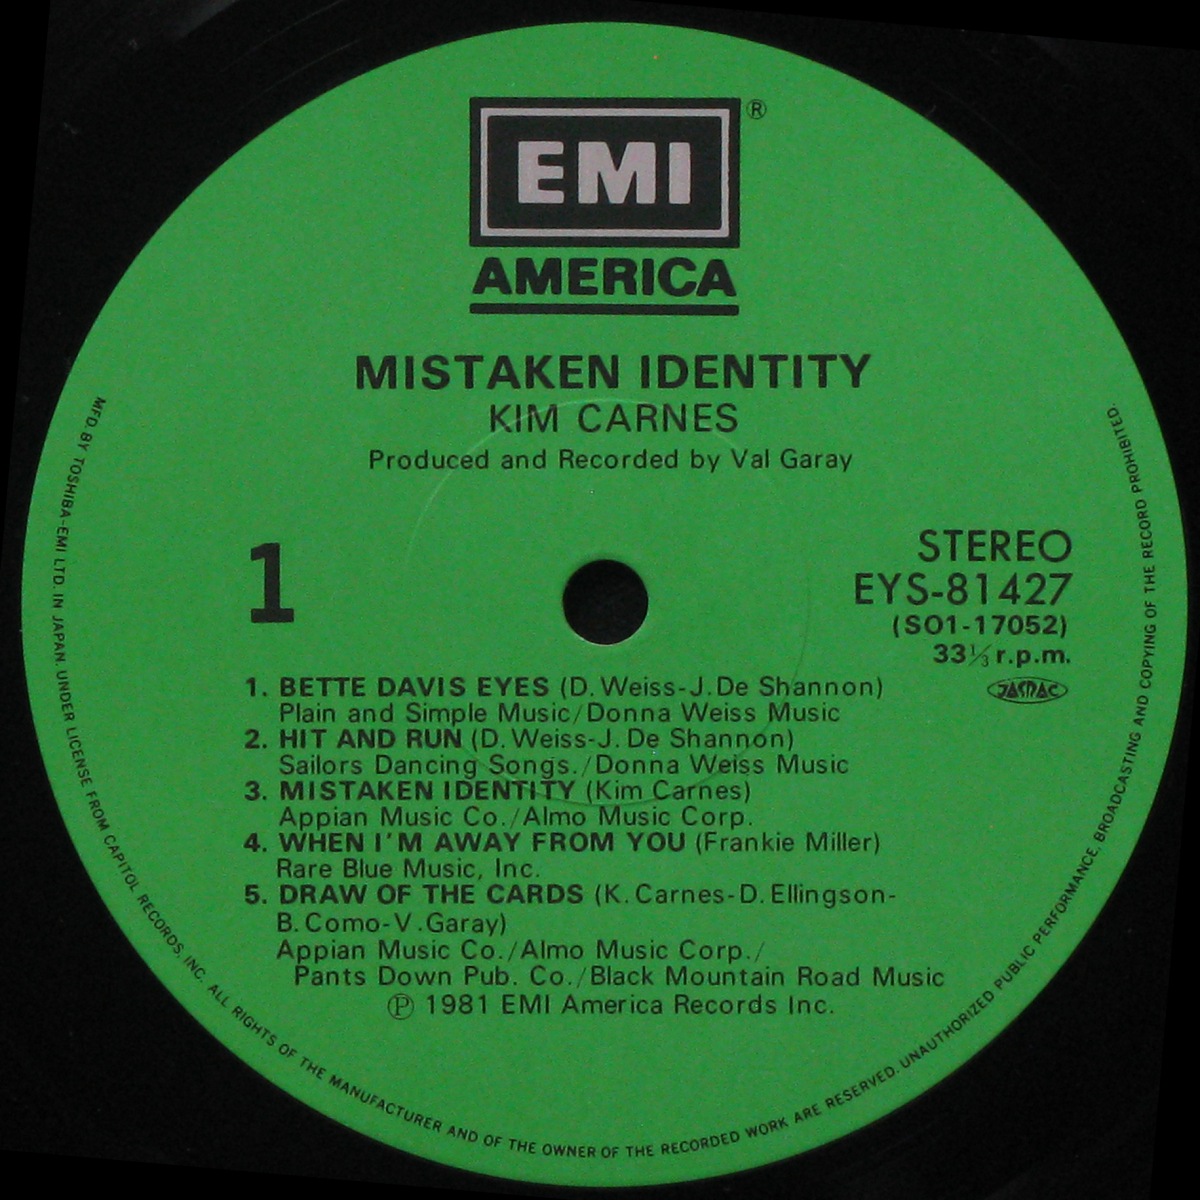 EMI ®
AMERICA
MISTAKEN IDENTITY
KIM CARNES
Produced and Recorded by Val Garay
1
STEREO
EYS-81427
(SO1-17052)
33⅓ r.p.m.
JASRAC
1. BETTE DAVIS EYES (D. Weiss-J. De Shannon)
Plain and Simple Music/Donna Weiss Music
2. HIT AND RUN (D. Weiss-J. De Shannon)
Sailors Dancing Songs./Donna Weiss Music
3. MISTAKEN IDENTITY (Kim Carnes)
Appian Music Co./Almo Music Corp.
4. WHEN I'M AWAY FROM YOU (Frankie Miller)
Rare Blue Music, Inc.
5. DRAW OF THE CARDS (K. Carnes-D. Ellingson-
B. Como-V. Garay)
Appian Music Co./Almo Music Corp./
Pants Down Pub. Co./Black Mountain Road Music
Ⓟ 1981 EMI America Records Inc.
MFD. BY TOSHIBA-EMI LTD. IN JAPAN. UNDER LICENSE FROM CAPITOL RECORDS, INC. ALL RIGHTS OF THE MANUFACTURER AND OF THE OWNER OF THE RECORDED WORK ARE RESERVED. UNAUTHORIZED PUBLIC PERFORMANCE, BROADCASTING AND COPYING OF THE RECORD PROHIBITED.